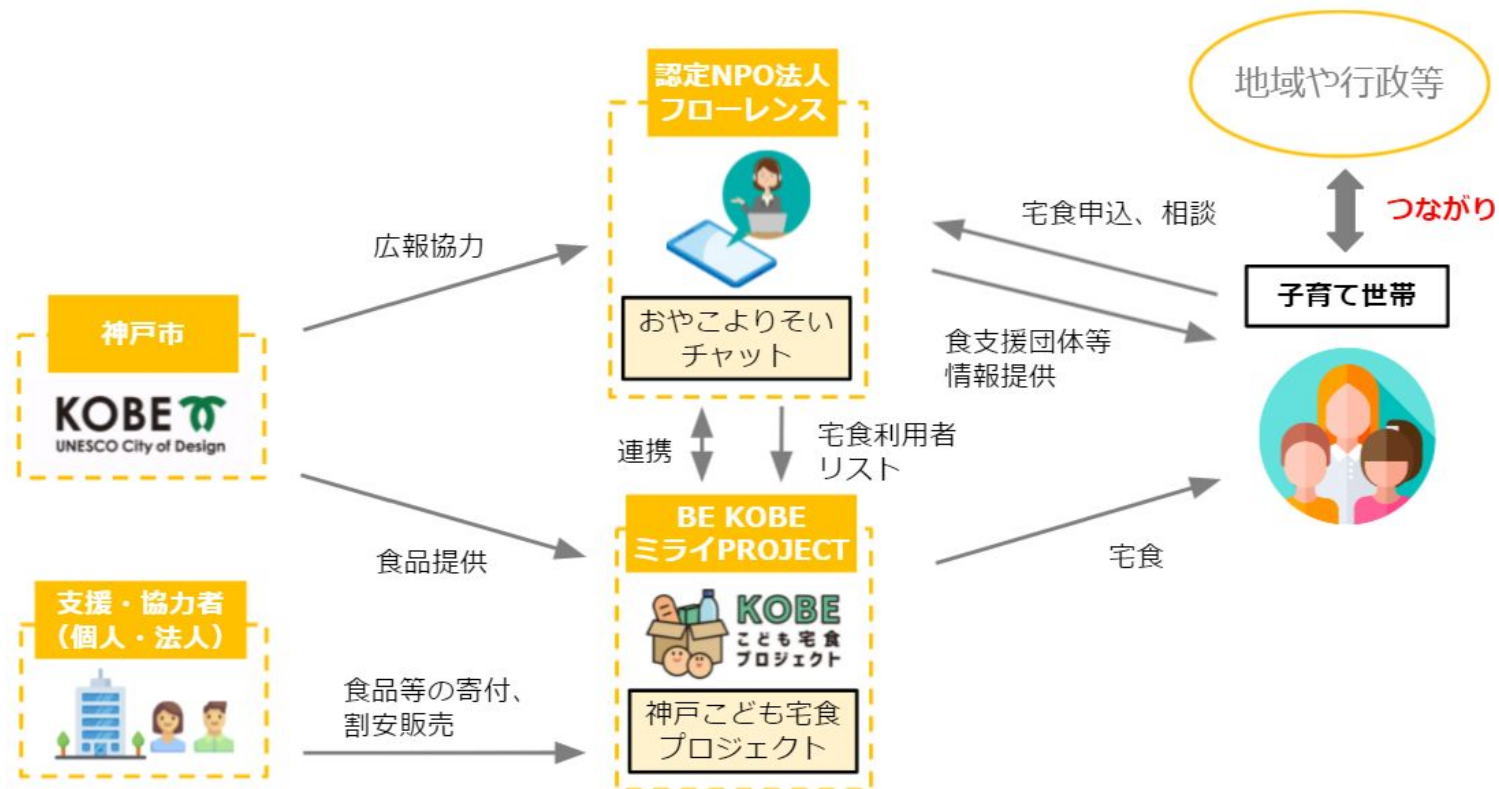 認定NPO法人
フローレンス
おやこよりそい
チャット
地域や行政等
つながり
子育て世帯
宅食申込、相談
食支援団体等
情報提供
広報協力
神戸市
KOBE
UNESCO City of Design
連携
宅食利用者
リスト
食品提供
BE KOBE
ミライPROJECT
KOBE
こども宅食
プロジェクト
神戸こども宅食
プロジェクト
宅食
支援・協力者
（個人・法人）
食品等の寄付、
割安販売